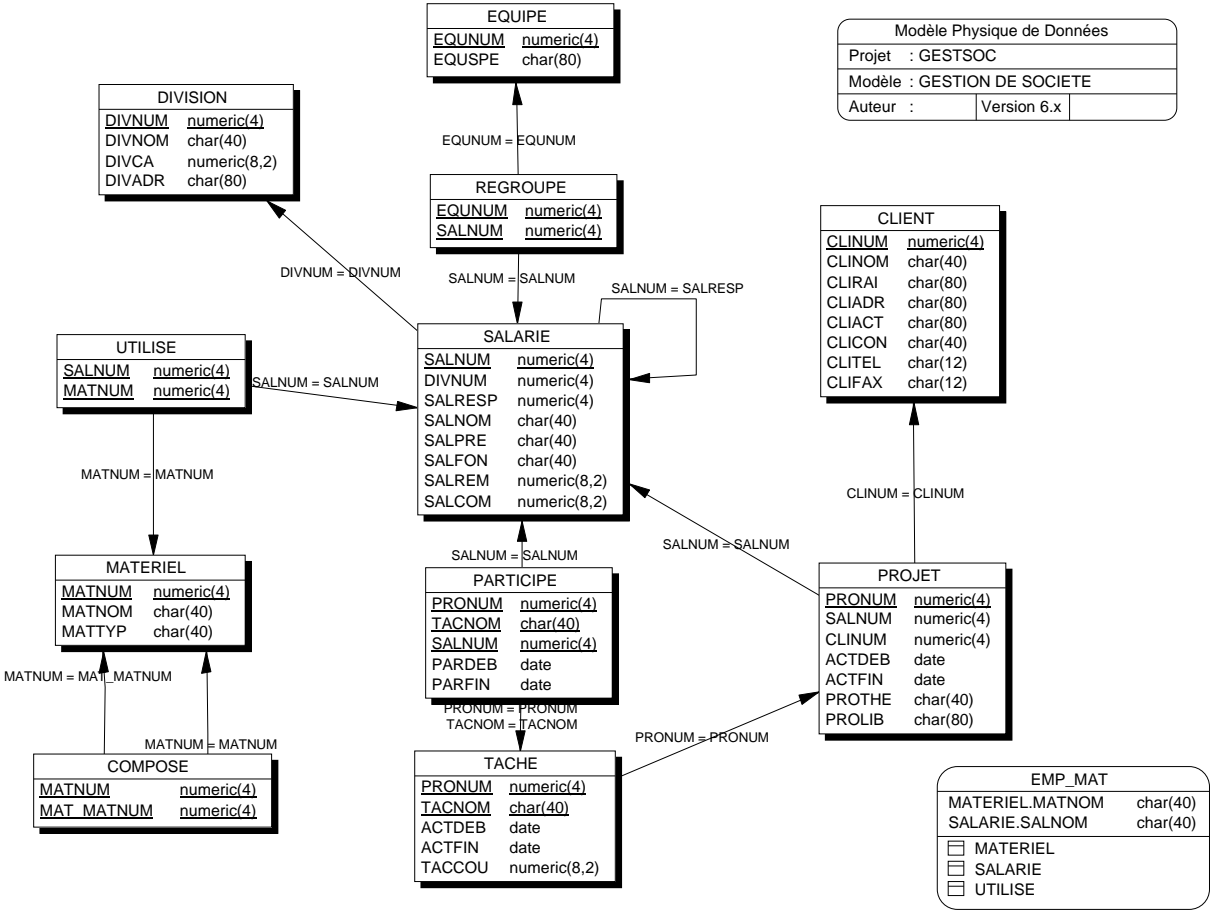 EQUIPE
EQUNUM numeric(4)
EQUSPE char(80)
Modèle Physique de Données
Projet : GESTSOC
Modèle : GESTION DE SOCIETE
Auteur : Version 6.x
DIVISION
DIVNUM numeric(4)
DIVNOM char(40)
DIVCA numeric(8,2)
DIVADR char(80)
EQUNUM = EQUNUM
REGROUPE
EQUNUM numeric(4)
SALNUM numeric(4)
CLIENT
CLINUM numeric(4)
CLINOM char(40)
CLIRAI char(80)
CLIADR char(80)
CLIACT char(80)
CLICON char(40)
CLITEL char(12)
CLIFAX char(12)
DIVNUM = DIVNUM
SALNUM = SALNUM
SALNUM = SALRESP
SALARIE
SALNUM numeric(4)
DIVNUM numeric(4)
SALRESP numeric(4)
SALNOM char(40)
SALPRE char(40)
SALFON char(40)
SALREM numeric(8,2)
SALCOM numeric(8,2)
UTILISE
SALNUM numeric(4)
MATNUM numeric(4)
SALNUM = SALNUM
MATNUM = MATNUM
CLINUM = CLINUM
SALNUM = SALNUM
SALNUM = SALNUM
MATERIEL
MATNUM numeric(4)
MATNOM char(40)
MATTYP char(40)
PARTICIPE
PRONUM numeric(4)
TACNOM char(40)
SALNUM numeric(4)
PARDEB date
PARFIN date
PROJET
PRONUM numeric(4)
SALNUM numeric(4)
CLINUM numeric(4)
ACTDEB date
ACTFIN date
PROTHE char(40)
PROLIB char(80)
MATNUM = MAT_MATNUM
MATNUM = MATNUM
PRONUM = PRONUM
TACNOM = TACNOM
PRONUM = PRONUM
COMPOSE
MATNUM numeric(4)
MAT_MATNUM numeric(4)
TACHE
PRONUM numeric(4)
TACNOM char(40)
ACTDEB date
ACTFIN date
TACCOU numeric(8,2)
EMP_MAT
MATERIEL.MATNOM char(40)
SALARIE.SALNOM char(40)
MATERIEL
SALARIE
UTILISE